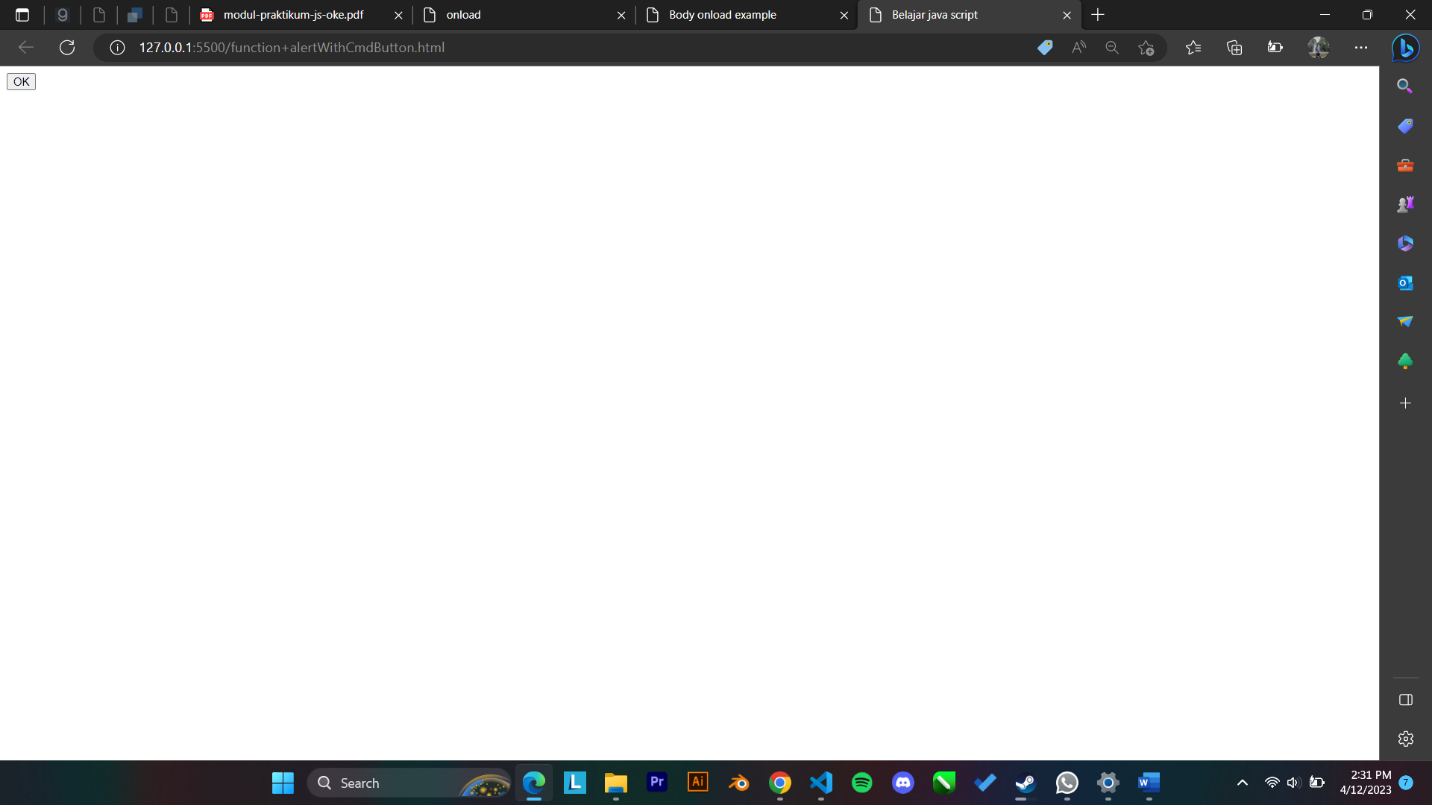 modul-praktikum-js-oke.pdf
onload
Body onload example
Belajar java script
127.0.0.1:5500/function+alertWithCmdButton.html
OK
Search
2:31 PM
4/12/2023
7